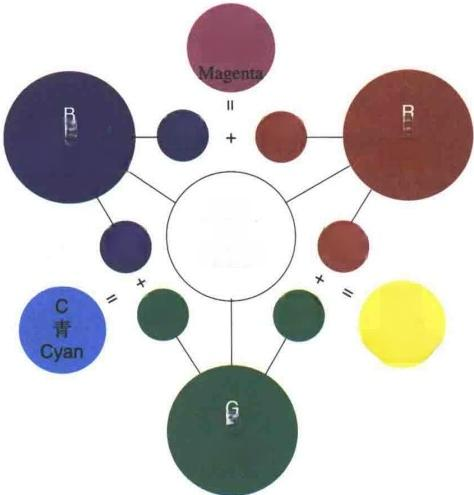 Magenta
=
+
B
R
+
=
+
=
C
青
Cyan
G